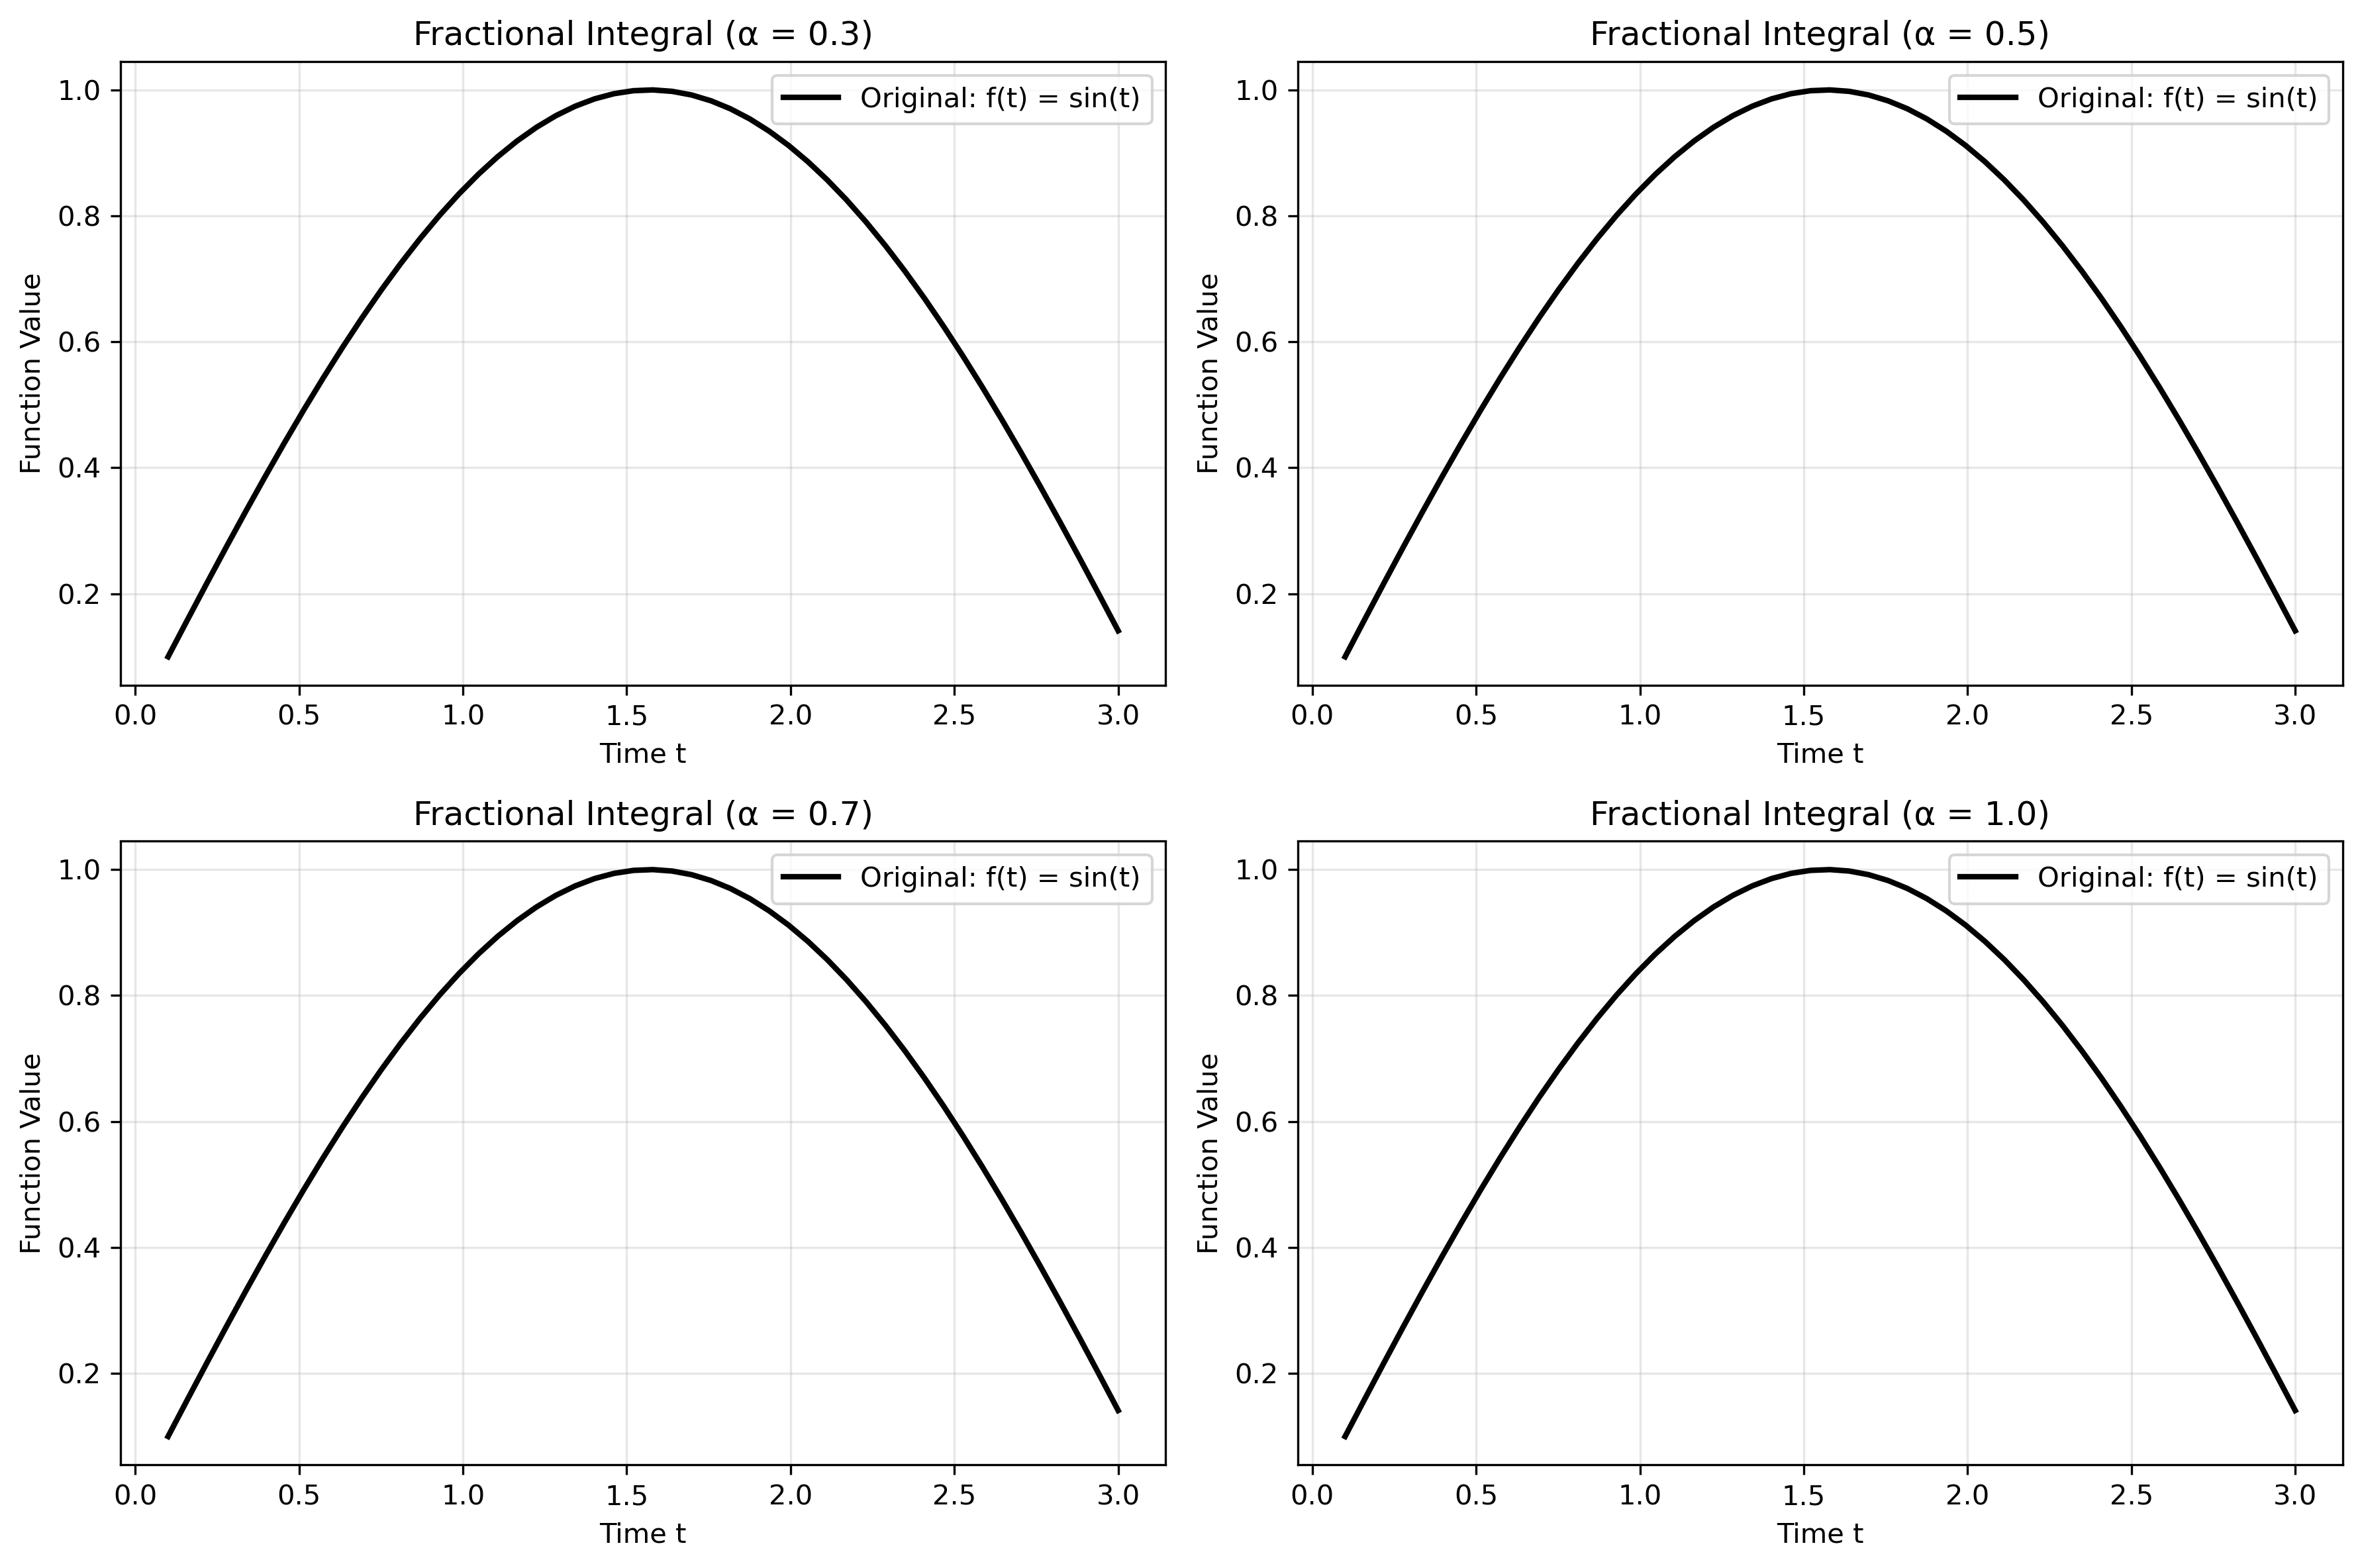 Fractional Integral (α = 0.3)
Original: f(t) = sin(t)
Function Value
1.0
0.8
0.6
0.4
0.2
0.0 0.5 1.0 1.5 2.0 2.5 3.0
Time t
Fractional Integral (α = 0.5)
Original: f(t) = sin(t)
Function Value
1.0
0.8
0.6
0.4
0.2
0.0 0.5 1.0 1.5 2.0 2.5 3.0
Time t
Fractional Integral (α = 0.7)
Original: f(t) = sin(t)
Function Value
1.0
0.8
0.6
0.4
0.2
0.0 0.5 1.0 1.5 2.0 2.5 3.0
Time t
Fractional Integral (α = 1.0)
Original: f(t) = sin(t)
Function Value
1.0
0.8
0.6
0.4
0.2
0.0 0.5 1.0 1.5 2.0 2.5 3.0
Time t